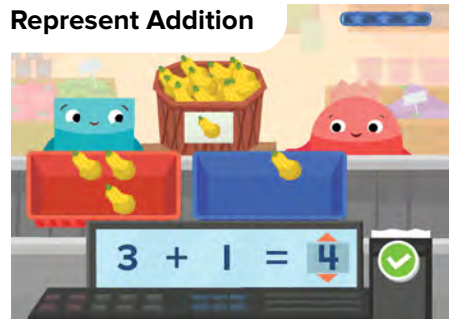 Represent Addition
3 + 1 = 4